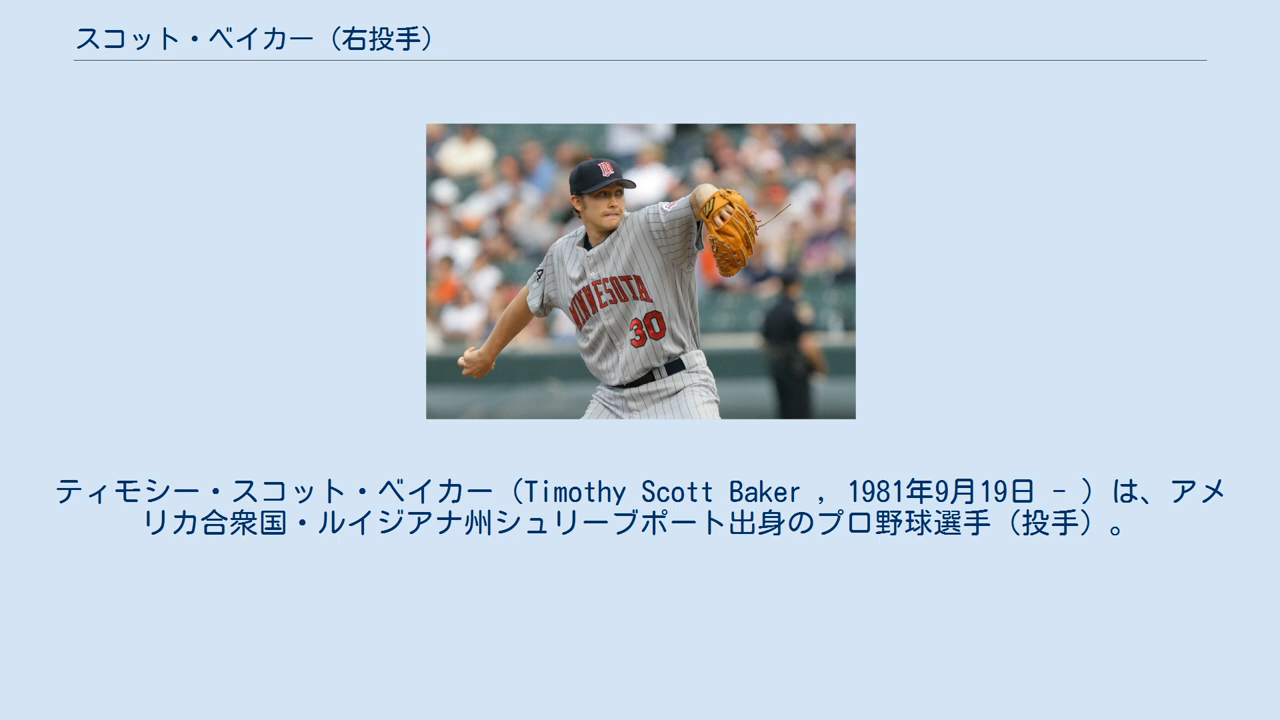 スコット・ベイカー（右投手）
MINNESOTA
30
ティモシー・スコット・ベイカー（Timothy Scott Baker , 1981年9月19日 - ）は、アメ
リカ合衆国・ルイジアナ州シュリーブポート出身のプロ野球選手（投手）。